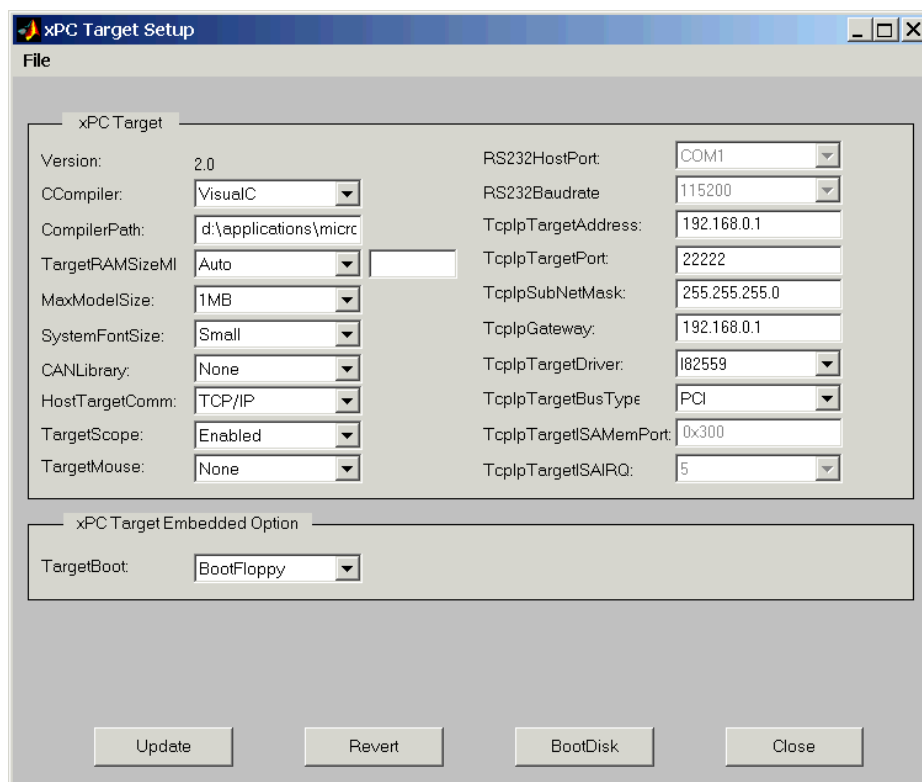 xPC Target Setup
File
xPC Target
Version: 2.0
CCompiler: VisualC
CompilerPath: d:\applications\micro
TargetRAMSizeMI Auto
MaxModelSize: 1MB
SystemFontSize: Small
CANLibrary: None
HostTargetComm: TCP/IP
TargetScope: Enabled
TargetMouse: None
RS232HostPort: COM1
RS232Baudrate 115200
TcpIpTargetAddress: 192.168.0.1
TcpIpTargetPort: 22222
TcpIpSubNetMask: 255.255.255.0
TcpIpGateway: 192.168.0.1
TcpIpTargetDriver: I82559
TcpIpTargetBusType PCI
TcpIpTargetISAMemPort: 0x300
TcpIpTargetISAIRQ: 5
xPC Target Embedded Option
TargetBoot: BootFloppy
Update Revert BootDisk Close